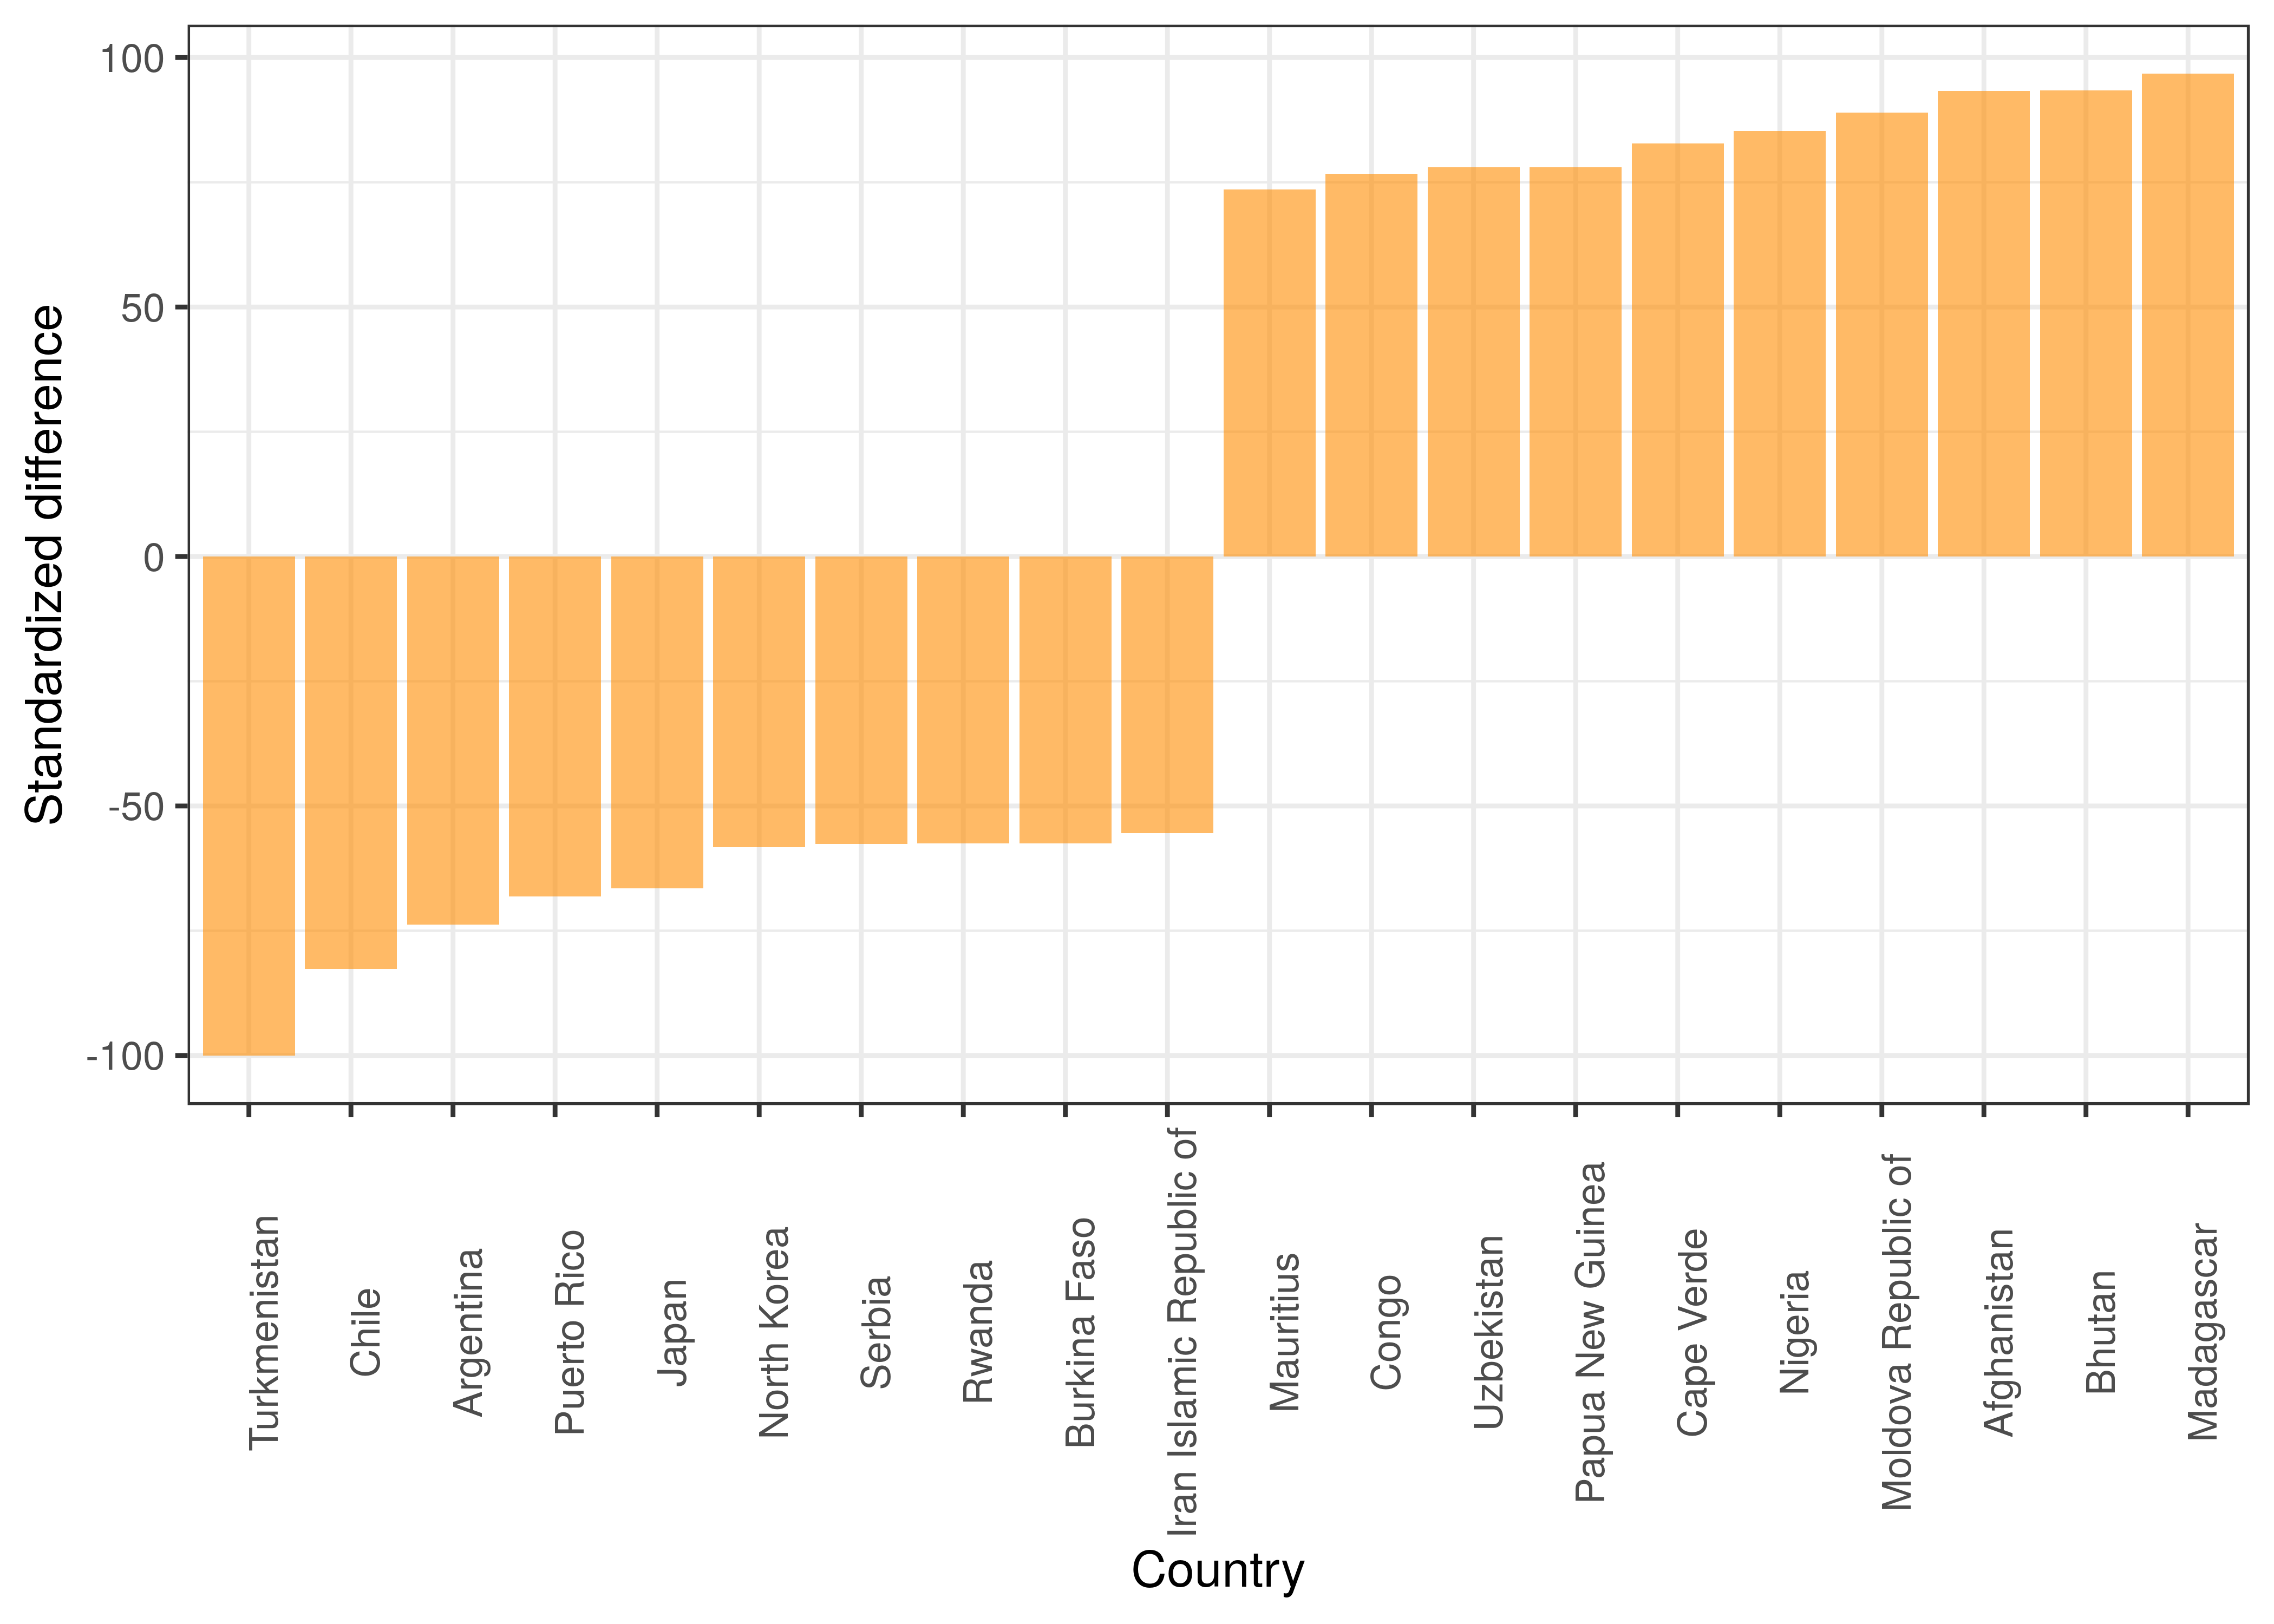 Standardized difference
100
50
0
-50
-100
Turkmenistan
Chile
Argentina
Puerto Rico
Japan
North Korea
Serbia
Rwanda
Burkina Faso
Iran Islamic Republic of
Mauritius
Congo
Uzbekistan
Papua New Guinea
Cape Verde
Nigeria
Moldova Republic of
Afghanistan
Bhutan
Madagascar
Country